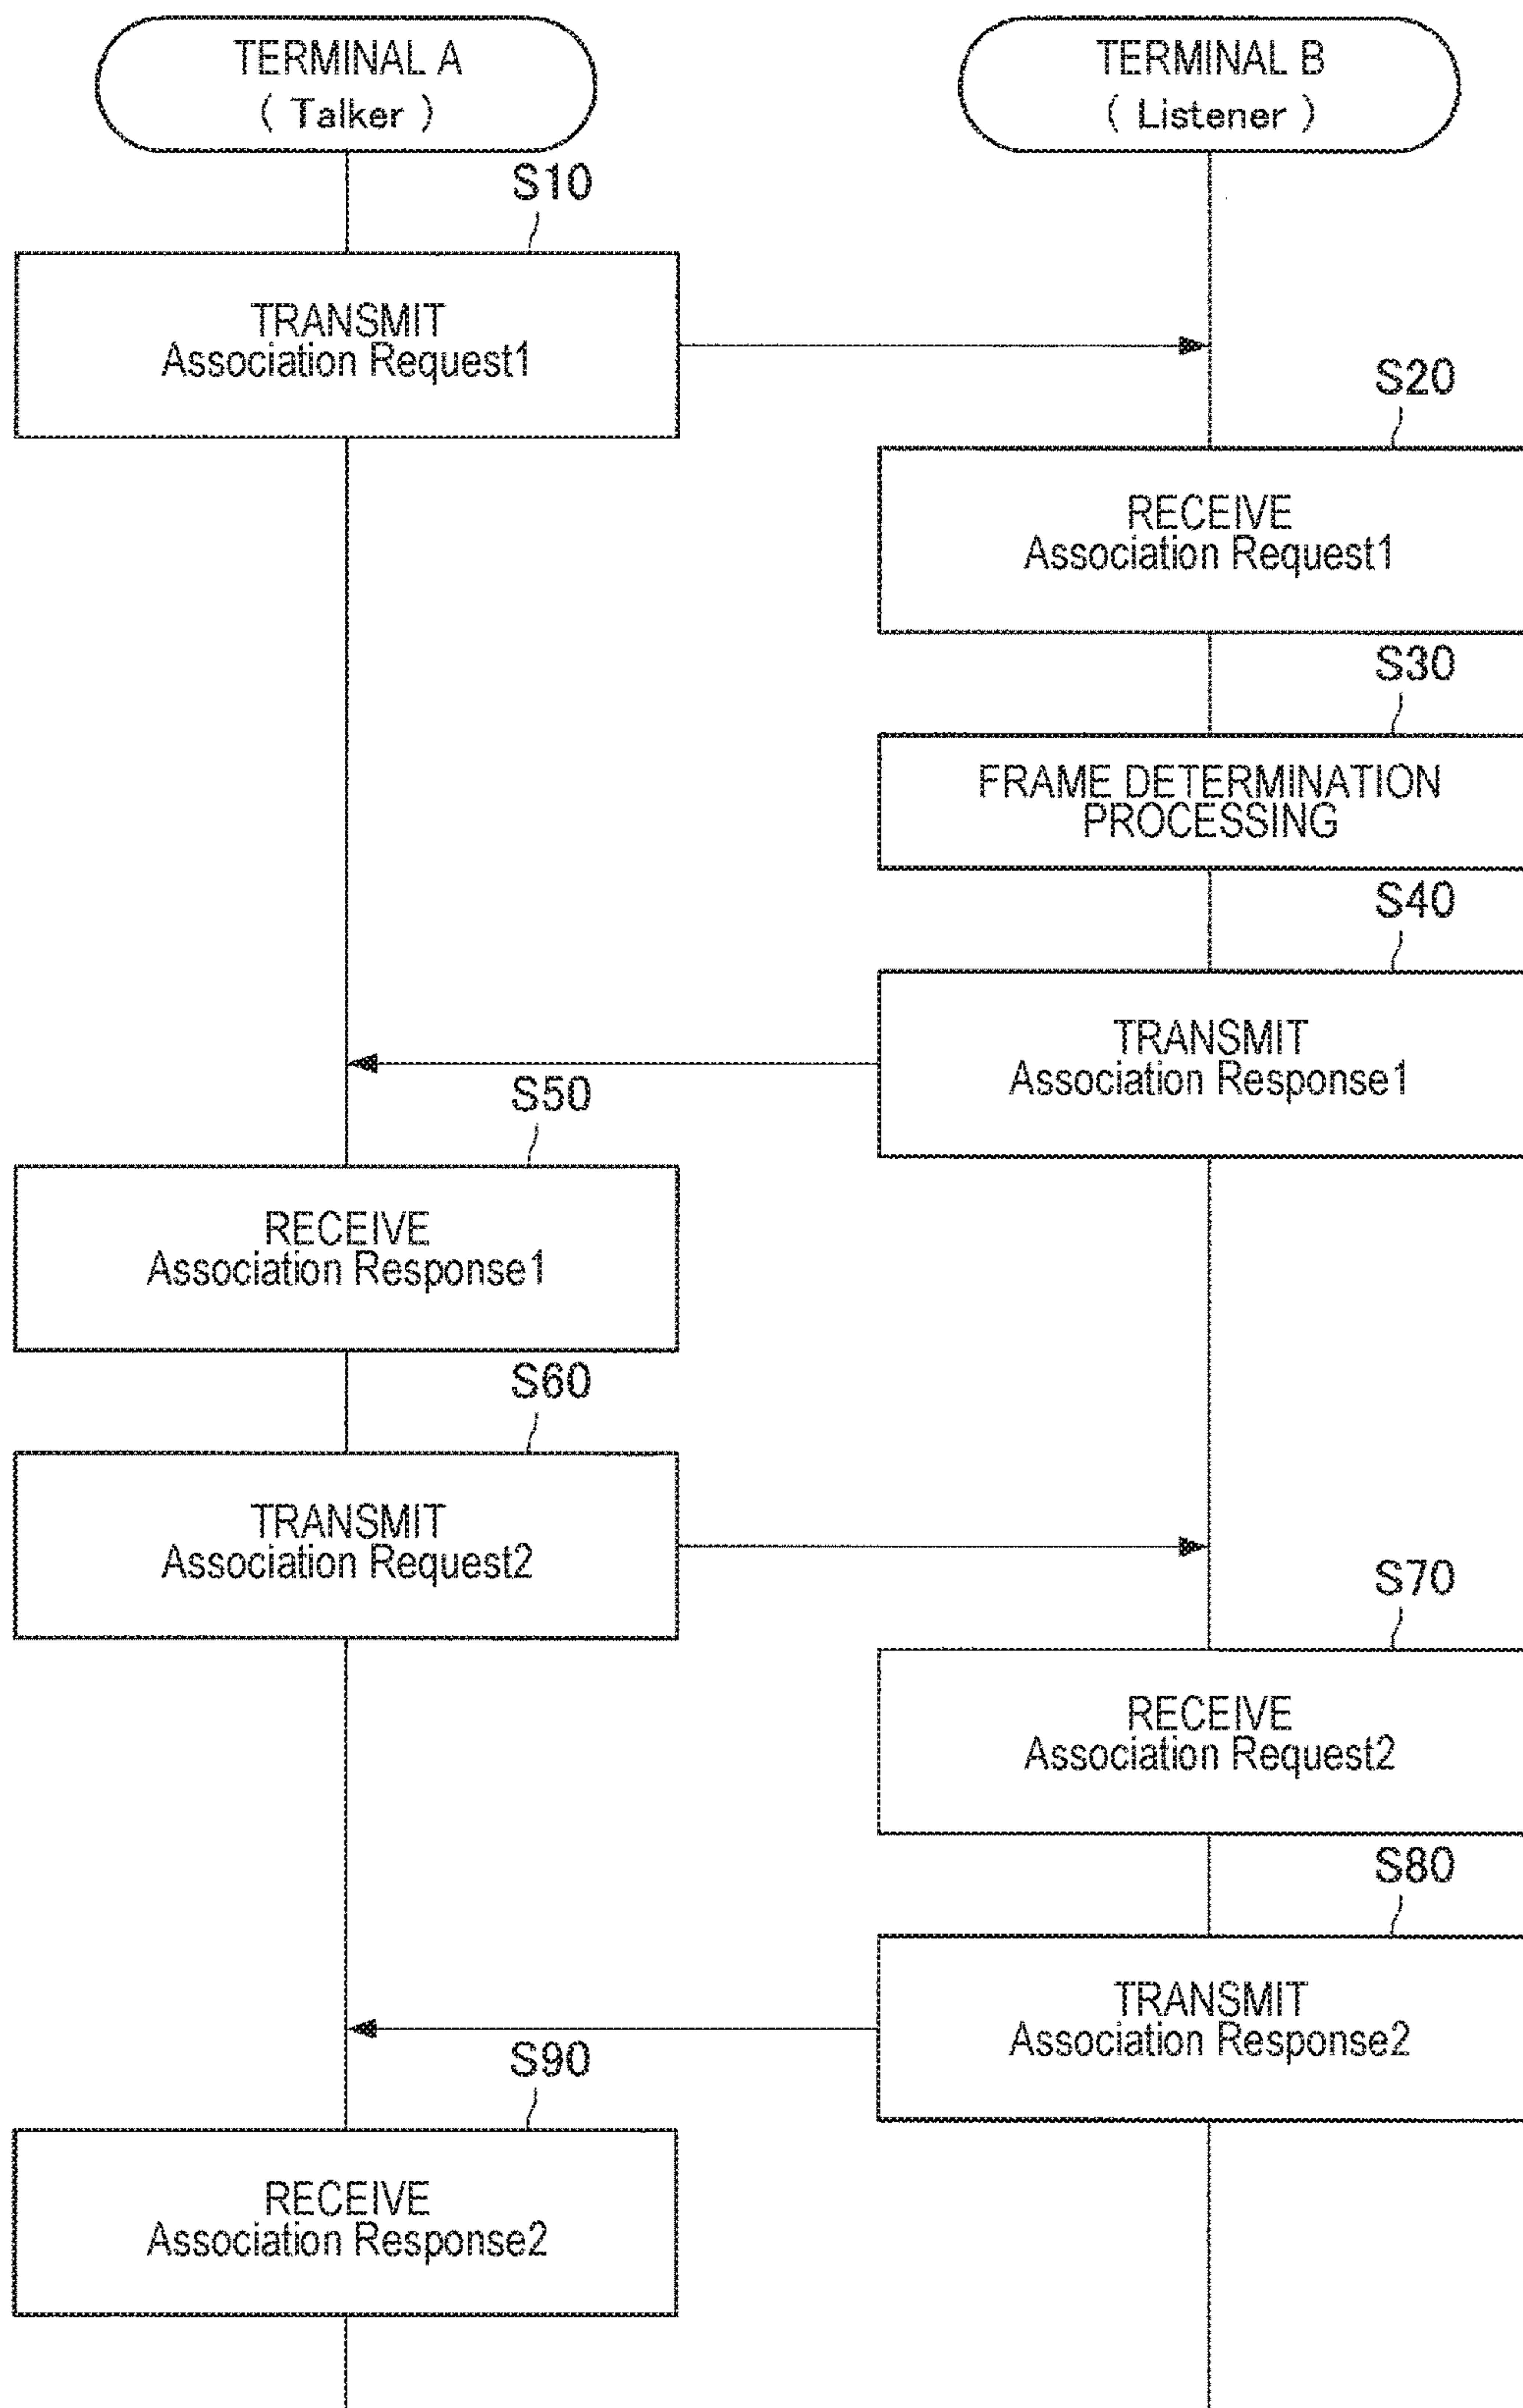 TERMINAL A
( Talker )
TERMINAL B
( Listener )
S10
TRANSMIT
Association Request1
S20
RECEIVE
Association Request1
S30
FRAME DETERMINATION
PROCESSING
S40
TRANSMIT
Association Response1
S50
RECEIVE
Association Response1
S60
TRANSMIT
Association Request2
S70
RECEIVE
Association Request2
S80
TRANSMIT
Association Response2
S90
RECEIVE
Association Response2